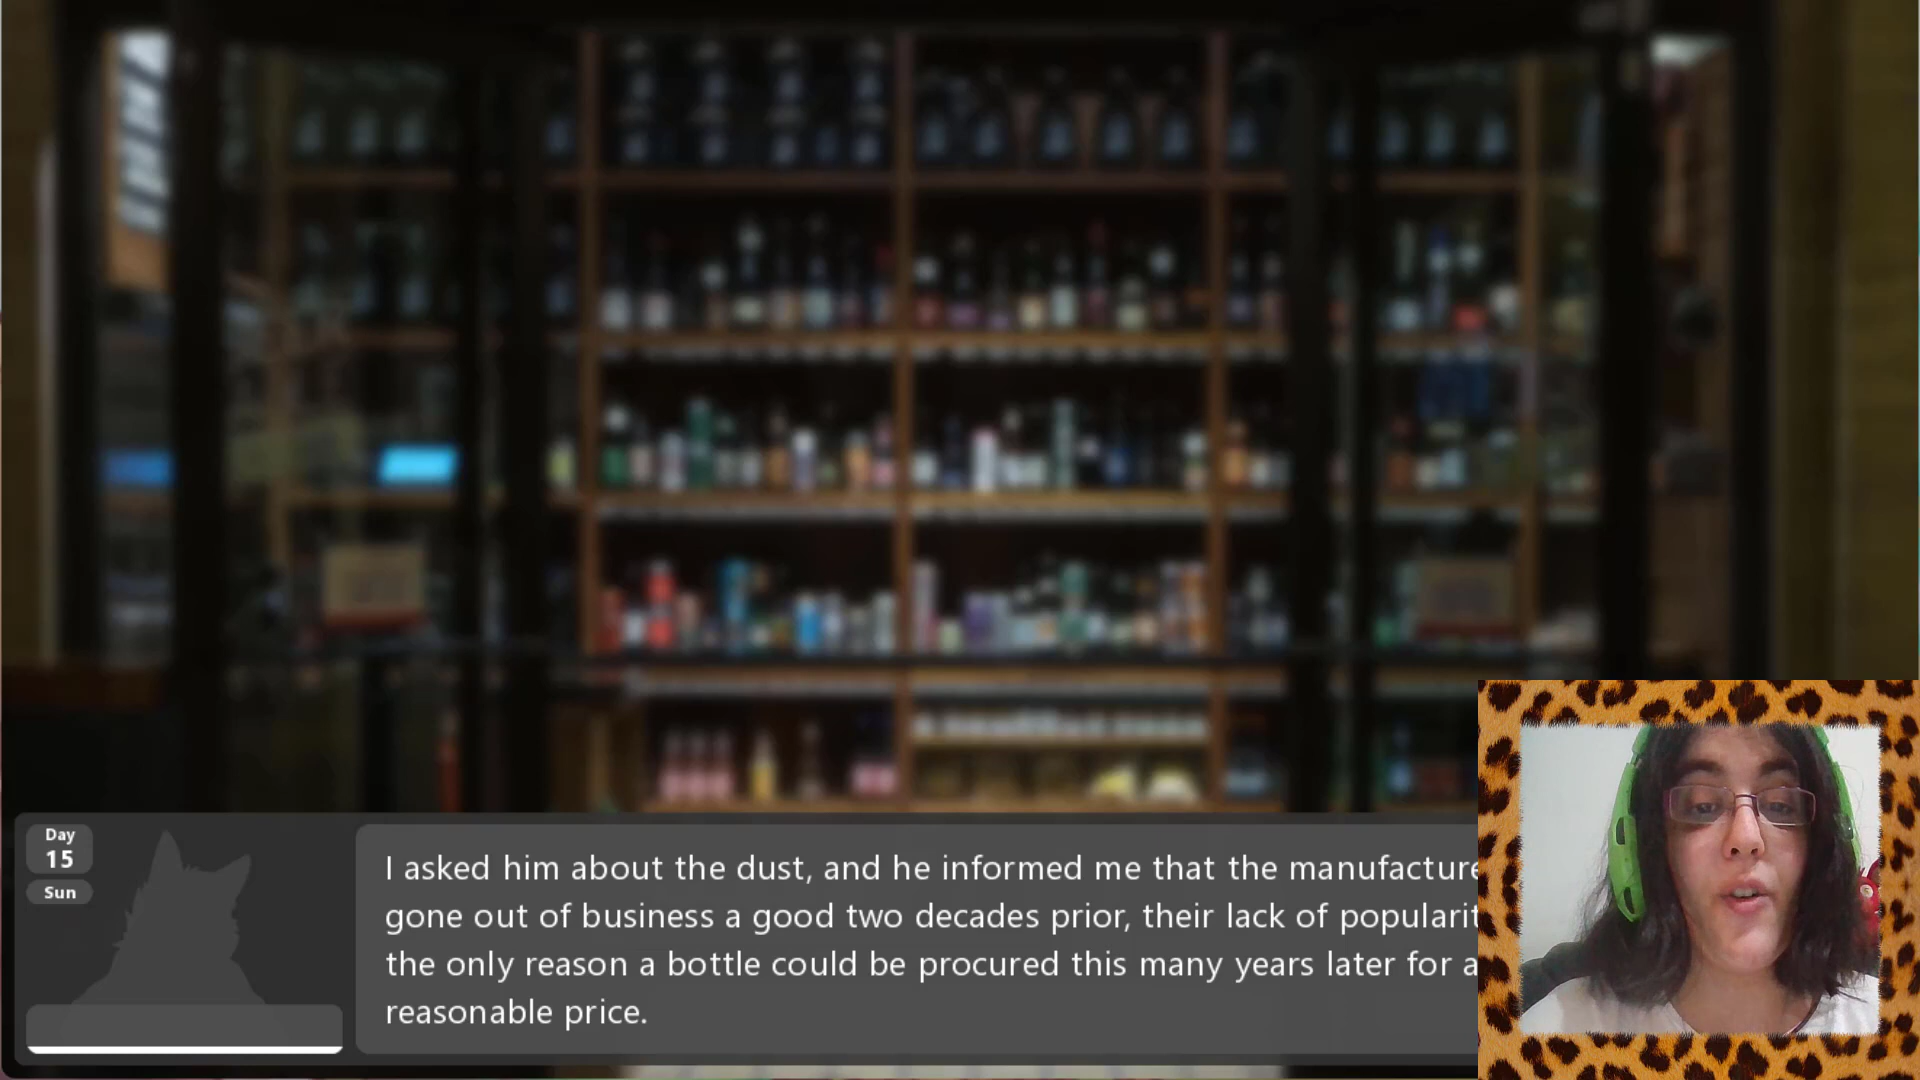 Day
15
Sun
I asked him about the dust, and he informed me that the manufacture
gone out of business a good two decades prior, their lack of popularit
the only reason a bottle could be procured this many years later for a
reasonable price.